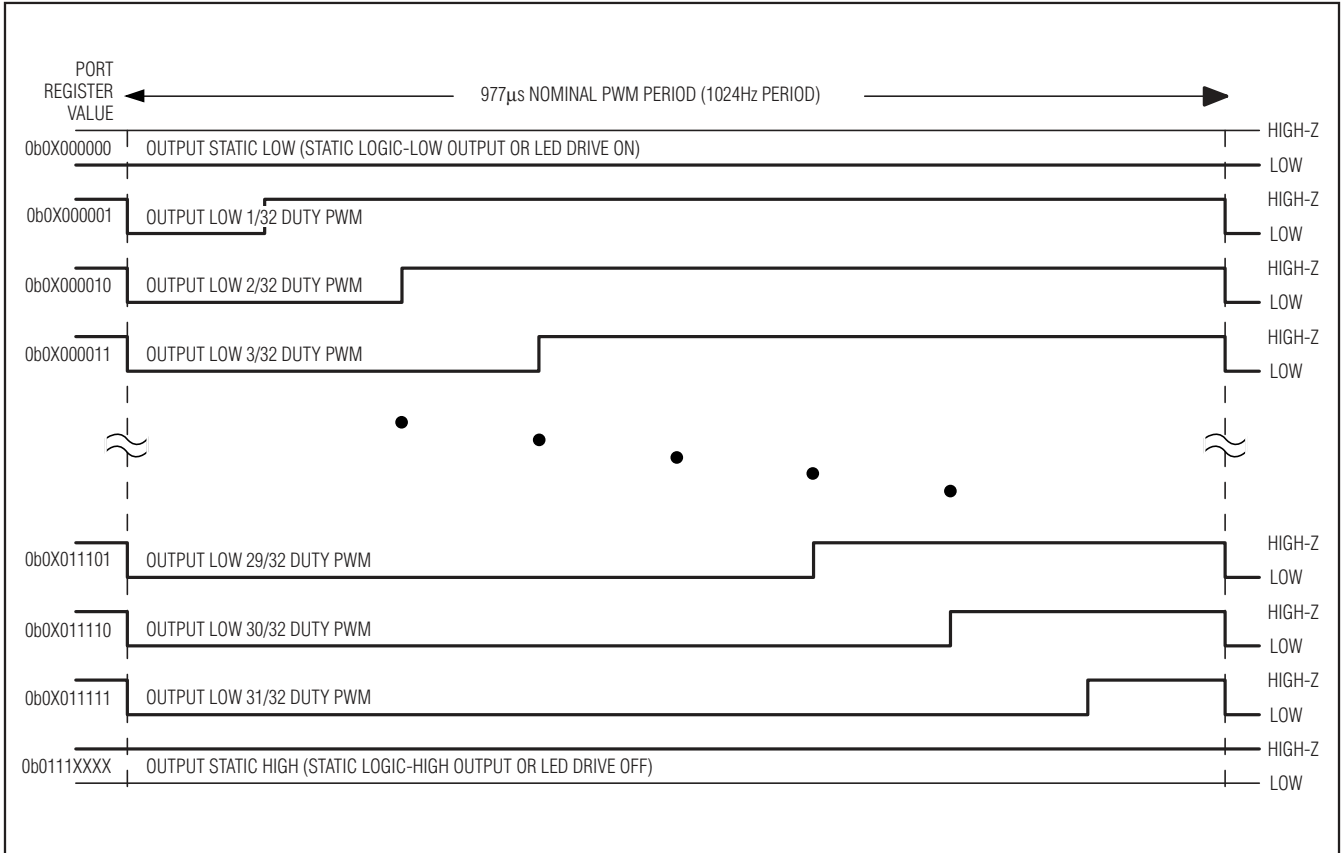 PORT
REGISTER
VALUE
977μs NOMINAL PWM PERIOD (1024Hz PERIOD)
HIGH-Z
0b0X000000 OUTPUT STATIC LOW (STATIC LOGIC-LOW OUTPUT OR LED DRIVE ON)
LOW
HIGH-Z
0b0X000001 OUTPUT LOW 1/32 DUTY PWM
LOW
HIGH-Z
0b0X000010 OUTPUT LOW 2/32 DUTY PWM
LOW
HIGH-Z
0b0X000011 OUTPUT LOW 3/32 DUTY PWM
LOW
HIGH-Z
0b0X011101 OUTPUT LOW 29/32 DUTY PWM
LOW
HIGH-Z
0b0X011110 OUTPUT LOW 30/32 DUTY PWM
LOW
HIGH-Z
0b0X011111 OUTPUT LOW 31/32 DUTY PWM
LOW
HIGH-Z
0b0111XXXX OUTPUT STATIC HIGH (STATIC LOGIC-HIGH OUTPUT OR LED DRIVE OFF)
LOW